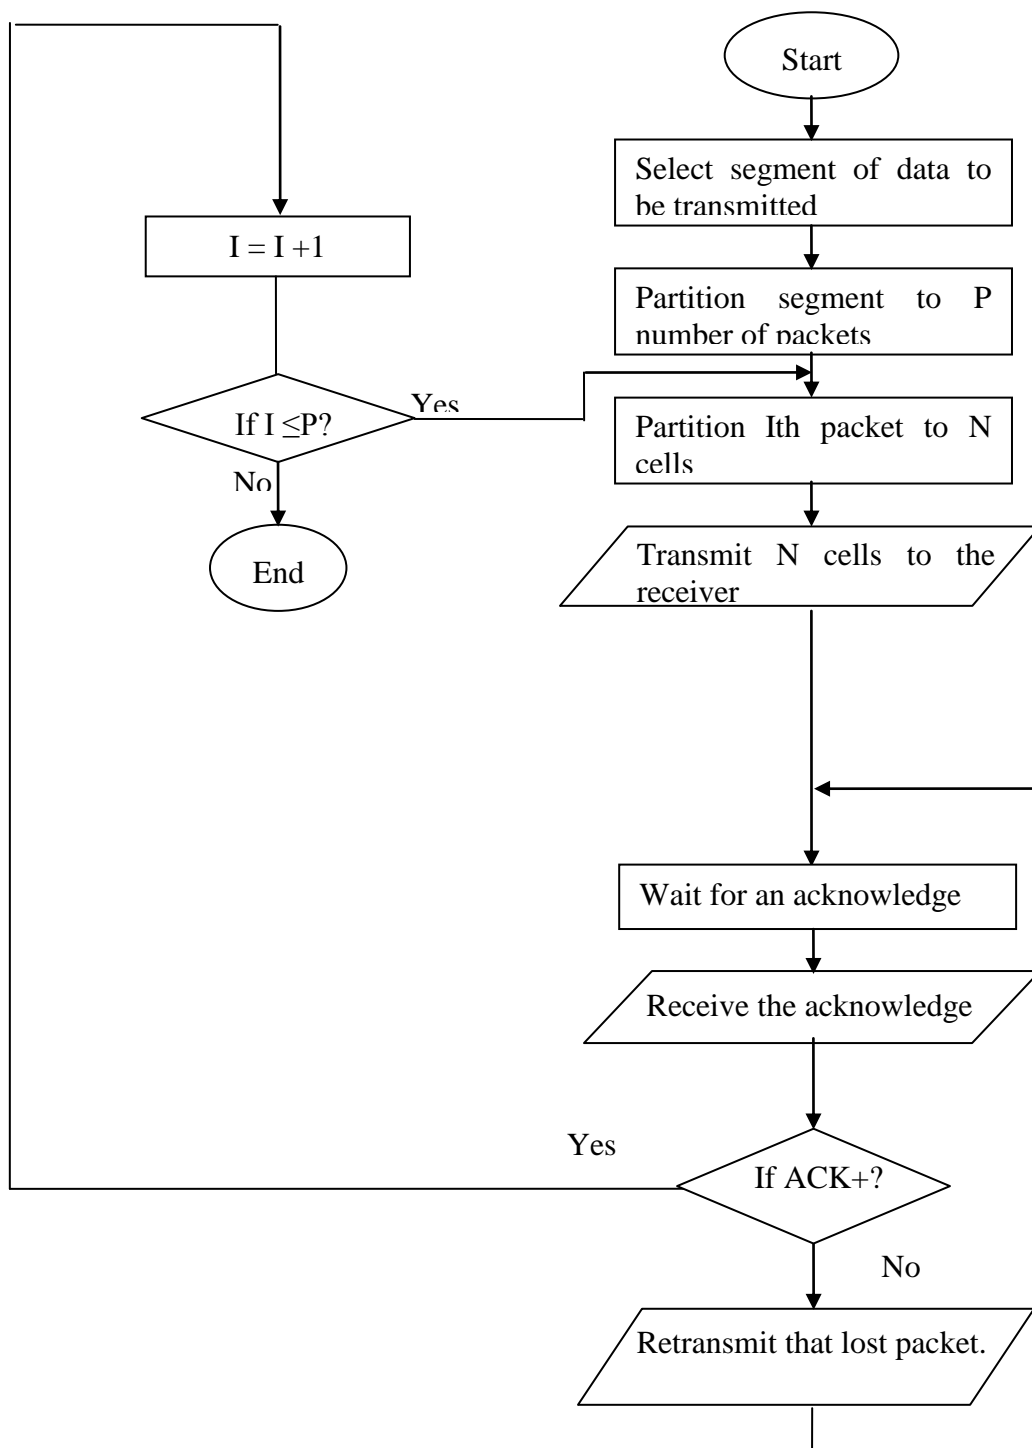 Start
Select segment of data to
be transmitted
Partition segment to P
number of packets
Partition Ith packet to N
cells
Transmit N cells to the
receiver
Wait for an acknowledge
Receive the acknowledge
If ACK+?
Yes
No
Retransmit that lost packet.
I = I +1
If I ≤P?
Yes
No
End